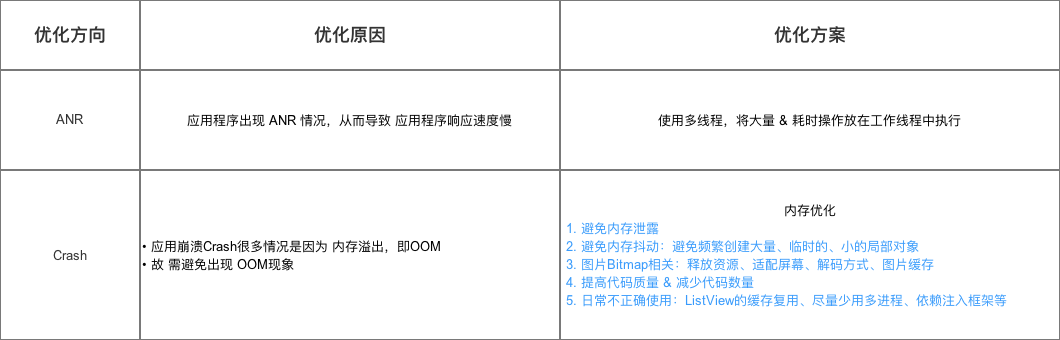 优化方向
优化原因
优化方案
ANR
应用程序出现 ANR 情况，从而导致 应用程序响应速度慢
使用多线程，将大量 & 耗时操作放在工作线程中执行
Crash
• 应用崩溃Crash很多情况是因为 内存溢出，即OOM
• 故 需避免出现 OOM现象
内存优化
1. 避免内存泄露
2. 避免内存抖动：避免频繁创建大量、临时的、小的局部对象
3. 图片Bitmap相关：释放资源、适配屏幕、解码方式、图片缓存
4. 提高代码质量 & 减少代码数量
5. 日常不正确使用：ListView的缓存复用、尽量少用多进程、依赖注入框架等